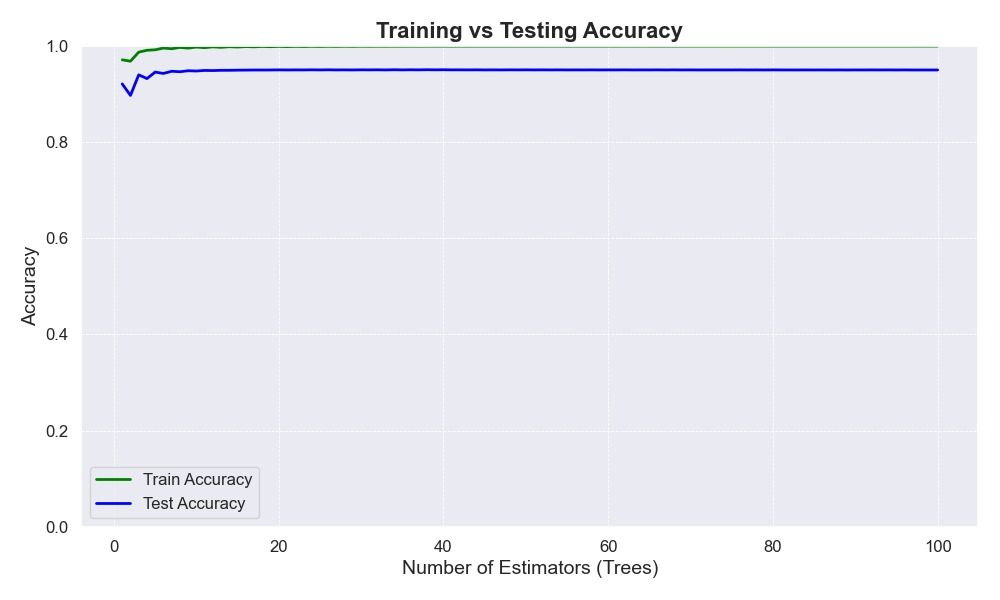 Training vs Testing Accuracy
1.0
0.8
0.6
0.4
0.2
0.0
Accuracy
Train Accuracy
Test Accuracy
0 20 40 60 80 100
Number of Estimators (Trees)